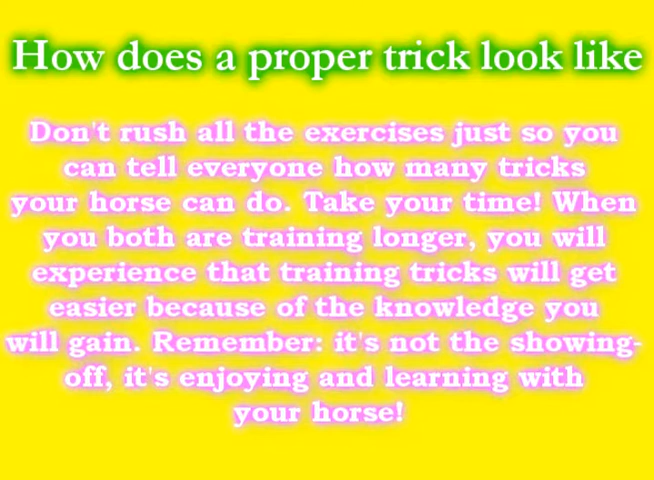 How does a proper trick look like
Don't rush all the exercises just so you
can tell everyone how many tricks
your horse can do. Take your time! When
you both are training longer, you will
experience that training tricks will get
easier because of the knowledge you
will gain. Remember: it's not the showing-
off, it's enjoying and learning with
your horse!